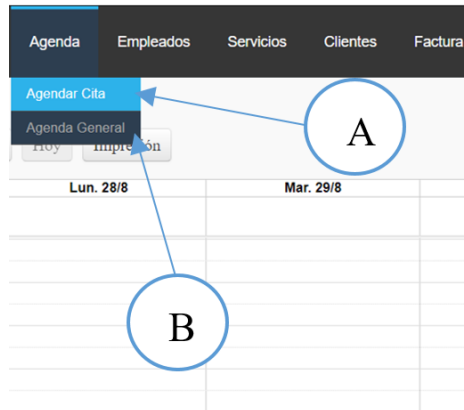 Agenda Empleados Servicios Clientes Factura
Agendar Cita
Agenda General
A
Hoy Impresión
Lun. 28/8 Mar. 29/8
B